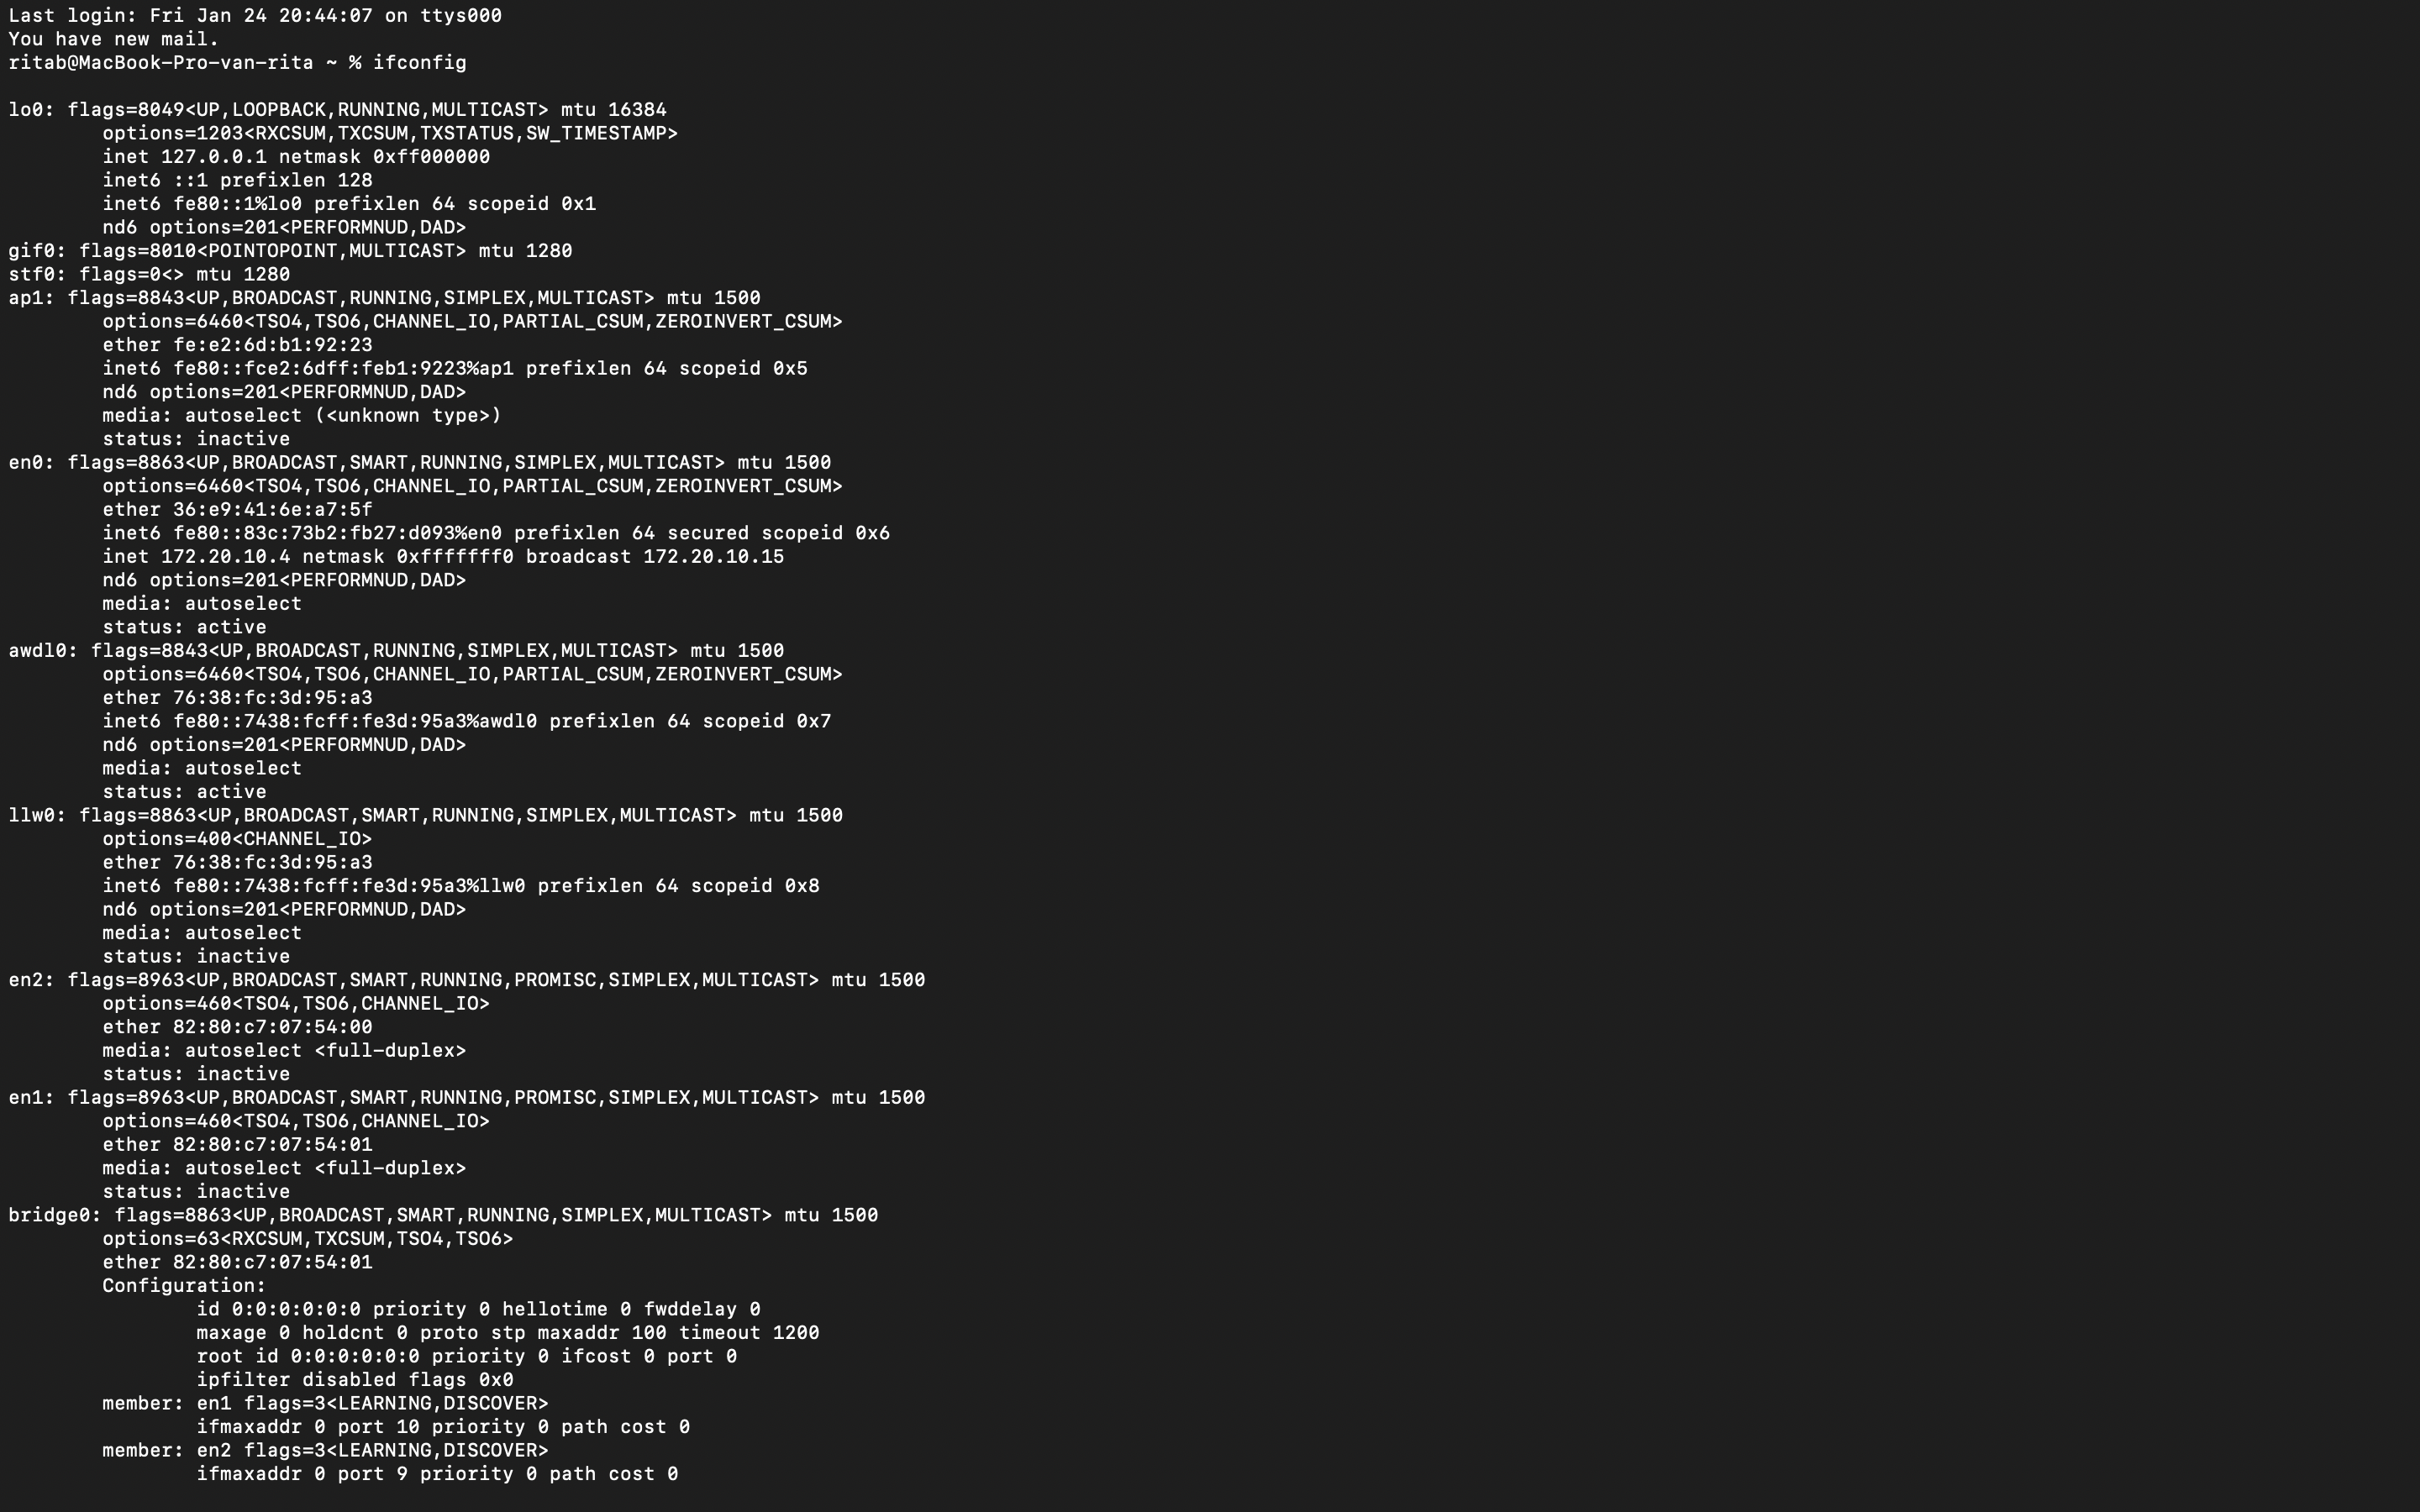 Last login: Fri Jan 24 20:44:07 on ttys000
You have new mail.
ritab@MacBook-Pro-van-rita ~ % ifconfig

lo0: flags=8049<UP,LOOPBACK,RUNNING,MULTICAST> mtu 16384
	options=1203<RXCSUM,TXCSUM,TXSTATUS,SW_TIMESTAMP>
	inet 127.0.0.1 netmask 0xff000000
	inet6 ::1 prefixlen 128
	inet6 fe80::1%lo0 prefixlen 64 scopeid 0x1
	nd6 options=201<PERFORMNUD,DAD>
gif0: flags=8010<POINTOPOINT,MULTICAST> mtu 1280
stf0: flags=0<> mtu 1280
ap1: flags=8843<UP,BROADCAST,RUNNING,SIMPLEX,MULTICAST> mtu 1500
	options=6460<TSO4,TSO6,CHANNEL_IO,PARTIAL_CSUM,ZEROINVERT_CSUM>
	ether fe:e2:6d:b1:92:23
	inet6 fe80::fce2:6dff:feb1:9223%ap1 prefixlen 64 scopeid 0x5
	nd6 options=201<PERFORMNUD,DAD>
	media: autoselect (<unknown type>)
	status: inactive
en0: flags=8863<UP,BROADCAST,SMART,RUNNING,SIMPLEX,MULTICAST> mtu 1500
	options=6460<TSO4,TSO6,CHANNEL_IO,PARTIAL_CSUM,ZEROINVERT_CSUM>
	ether 36:e9:41:6e:a7:5f
	inet6 fe80::83c:73b2:fb27:d093%en0 prefixlen 64 secured scopeid 0x6
	inet 172.20.10.4 netmask 0xfffffff0 broadcast 172.20.10.15
	nd6 options=201<PERFORMNUD,DAD>
	media: autoselect
	status: active
awdl0: flags=8843<UP,BROADCAST,RUNNING,SIMPLEX,MULTICAST> mtu 1500
	options=6460<TSO4,TSO6,CHANNEL_IO,PARTIAL_CSUM,ZEROINVERT_CSUM>
	ether 76:38:fc:3d:95:a3
	inet6 fe80::7438:fcff:fe3d:95a3%awdl0 prefixlen 64 scopeid 0x7
	nd6 options=201<PERFORMNUD,DAD>
	media: autoselect
	status: active
llw0: flags=8863<UP,BROADCAST,SMART,RUNNING,SIMPLEX,MULTICAST> mtu 1500
	options=400<CHANNEL_IO>
	ether 76:38:fc:3d:95:a3
	inet6 fe80::7438:fcff:fe3d:95a3%llw0 prefixlen 64 scopeid 0x8
	nd6 options=201<PERFORMNUD,DAD>
	media: autoselect
	status: inactive
en2: flags=8963<UP,BROADCAST,SMART,RUNNING,PROMISC,SIMPLEX,MULTICAST> mtu 1500
	options=460<TSO4,TSO6,CHANNEL_IO>
	ether 82:80:c7:07:54:00
	media: autoselect <full-duplex>
	status: inactive
en1: flags=8963<UP,BROADCAST,SMART,RUNNING,PROMISC,SIMPLEX,MULTICAST> mtu 1500
	options=460<TSO4,TSO6,CHANNEL_IO>
	ether 82:80:c7:07:54:01
	media: autoselect <full-duplex>
	status: inactive
bridge0: flags=8863<UP,BROADCAST,SMART,RUNNING,SIMPLEX,MULTICAST> mtu 1500
	options=63<RXCSUM,TXCSUM,TSO4,TSO6>
	ether 82:80:c7:07:54:01
	Configuration:
		id 0:0:0:0:0:0 priority 0 hellotime 0 fwddelay 0
		maxage 0 holdcnt 0 proto stp maxaddr 100 timeout 1200
		root id 0:0:0:0:0:0 priority 0 ifcost 0 port 0
		ipfilter disabled flags 0x0
	member: en1 flags=3<LEARNING,DISCOVER>
		ifmaxaddr 0 port 10 priority 0 path cost 0
	member: en2 flags=3<LEARNING,DISCOVER>
		ifmaxaddr 0 port 9 priority 0 path cost 0